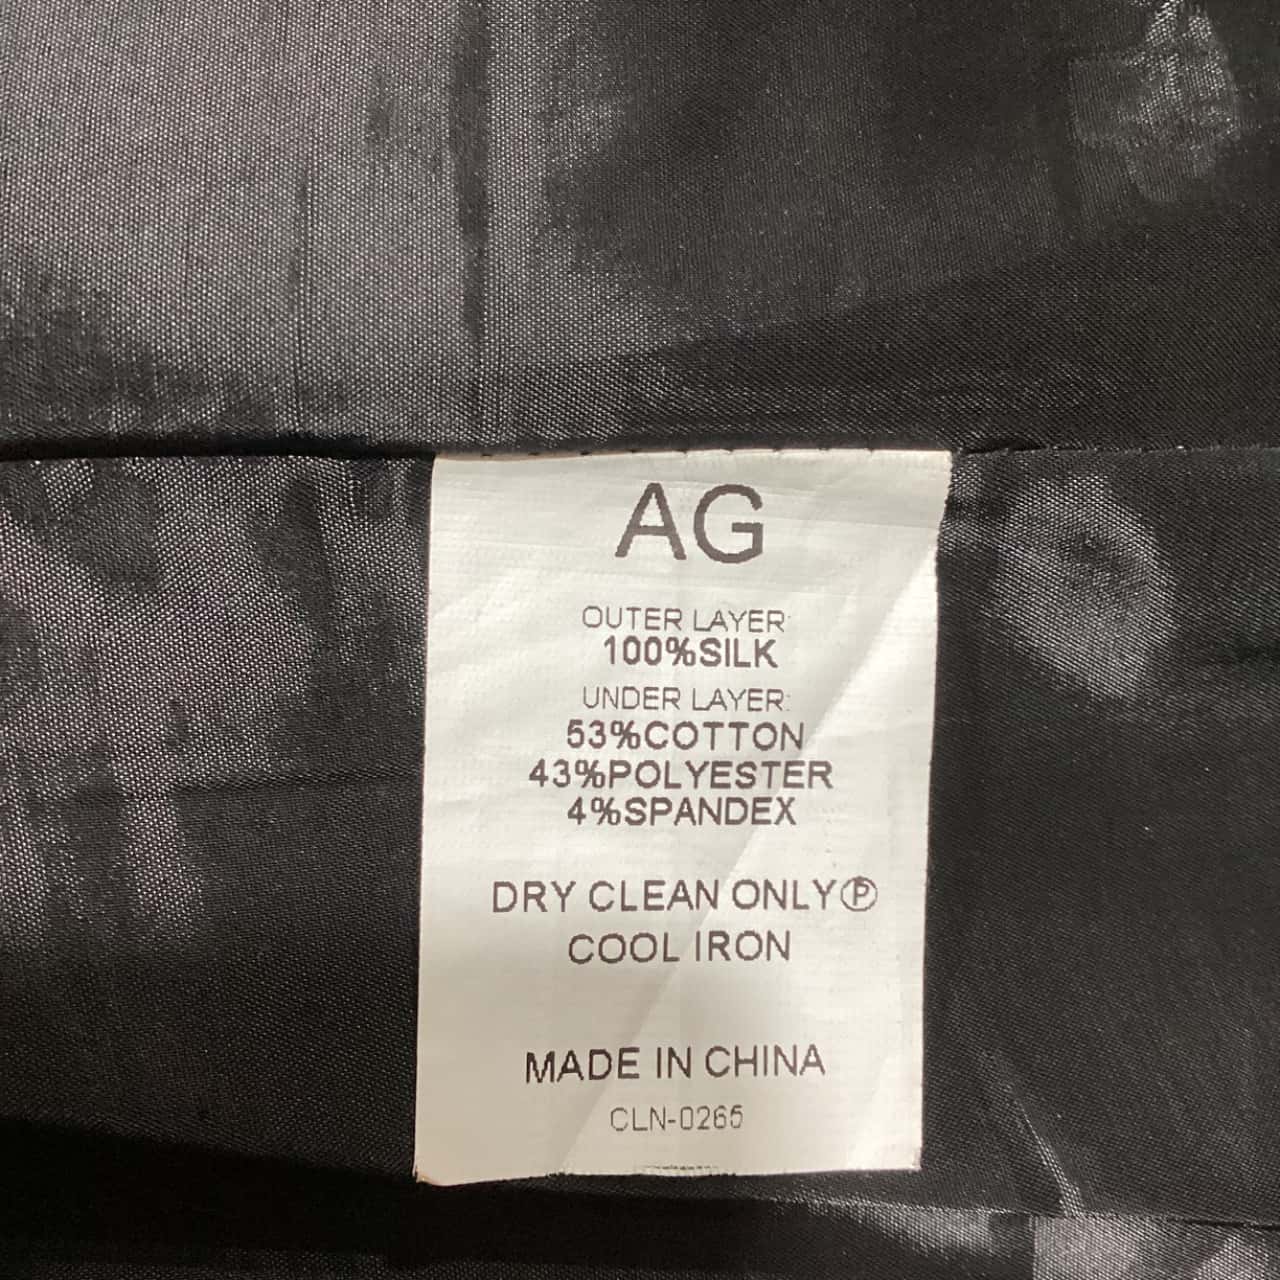 AG
OUTER LAYER:
100%SILK
UNDER LAYER:
53%COTTON
43%POLYESTER
4%SPANDEX
DRY CLEAN ONLYⓅ
COOL IRON
MADE IN CHINA
CLN-0265